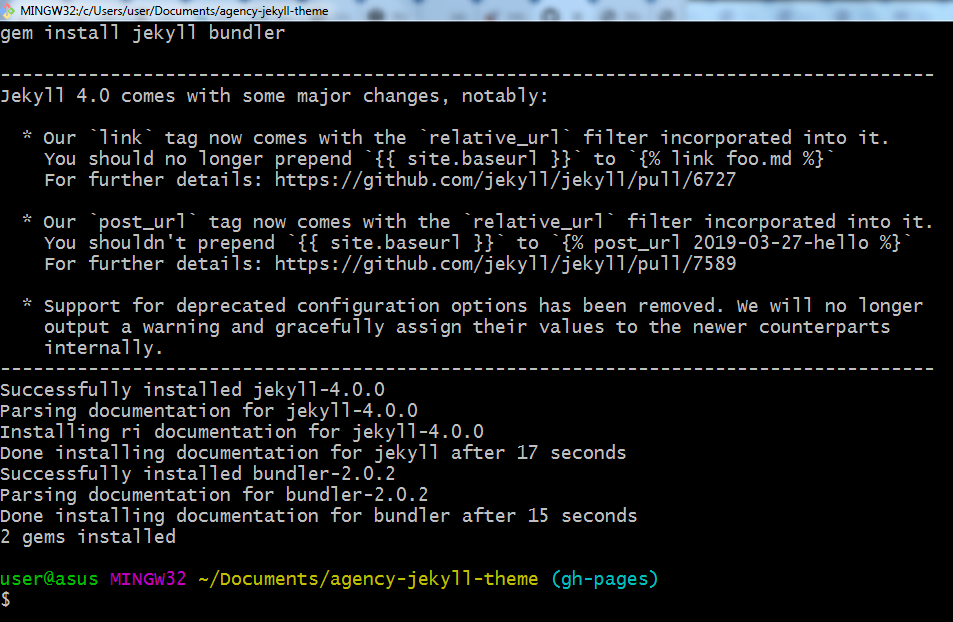 MINGW32:/c/Users/user/Documents/agency-jekyll-theme
gem install jekyll bundler
-------------------------------------------------------------------------------------
Jekyll 4.0 comes with some major changes, notably:
* Our `link` tag now comes with the `relative_url` filter incorporated into it.
You should no longer prepend `{{ site.baseurl }}` to `{% link foo.md %}`
For further details: https://github.com/jekyll/jekyll/pull/6727
* Our `post_url` tag now comes with the `relative_url` filter incorporated into it.
You shouldn't prepend `{{ site.baseurl }}` to `{% post_url 2019-03-27-hello %}`
For further details: https://github.com/jekyll/jekyll/pull/7589
* Support for deprecated configuration options has been removed. We will no longer
output a warning and gracefully assign their values to the newer counterparts
internally.
-------------------------------------------------------------------------------------
Successfully installed jekyll-4.0.0
Parsing documentation for jekyll-4.0.0
Installing ri documentation for jekyll-4.0.0
Done installing documentation for jekyll after 17 seconds
Successfully installed bundler-2.0.2
Parsing documentation for bundler-2.0.2
Done installing documentation for bundler after 15 seconds
2 gems installed
user@asus MINGW32 ~/Documents/agency-jekyll-theme (gh-pages)
$